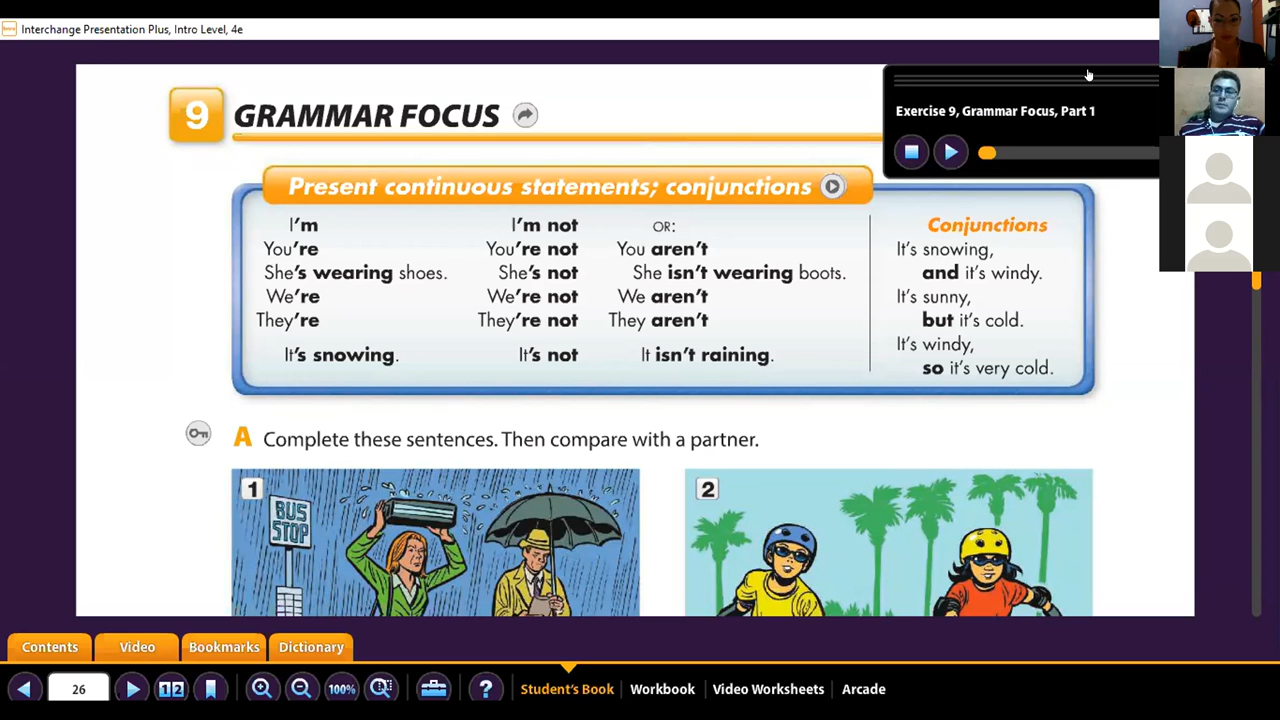 Interchange Presentation Plus, Intro Level, 4e
9 GRAMMAR FOCUS
Exercise 9, Grammar Focus, Part 1
Present continuous statements; conjunctions
I'm I'm not OR:
You're You're not You aren't
She's wearing shoes. She's not She isn't wearing boots.
We're We're not We aren't
They're They're not They aren't
It's snowing. It's not It isn't raining.
Conjunctions
It's snowing,
and it's windy.
It's sunny,
but it's cold.
It's windy,
so it's very cold.
A Complete these sentences. Then compare with a partner.
1
BUS
STOP
2
Contents Video Bookmarks Dictionary
26 1 2 100% ? Student's Book Workbook Video Worksheets Arcade